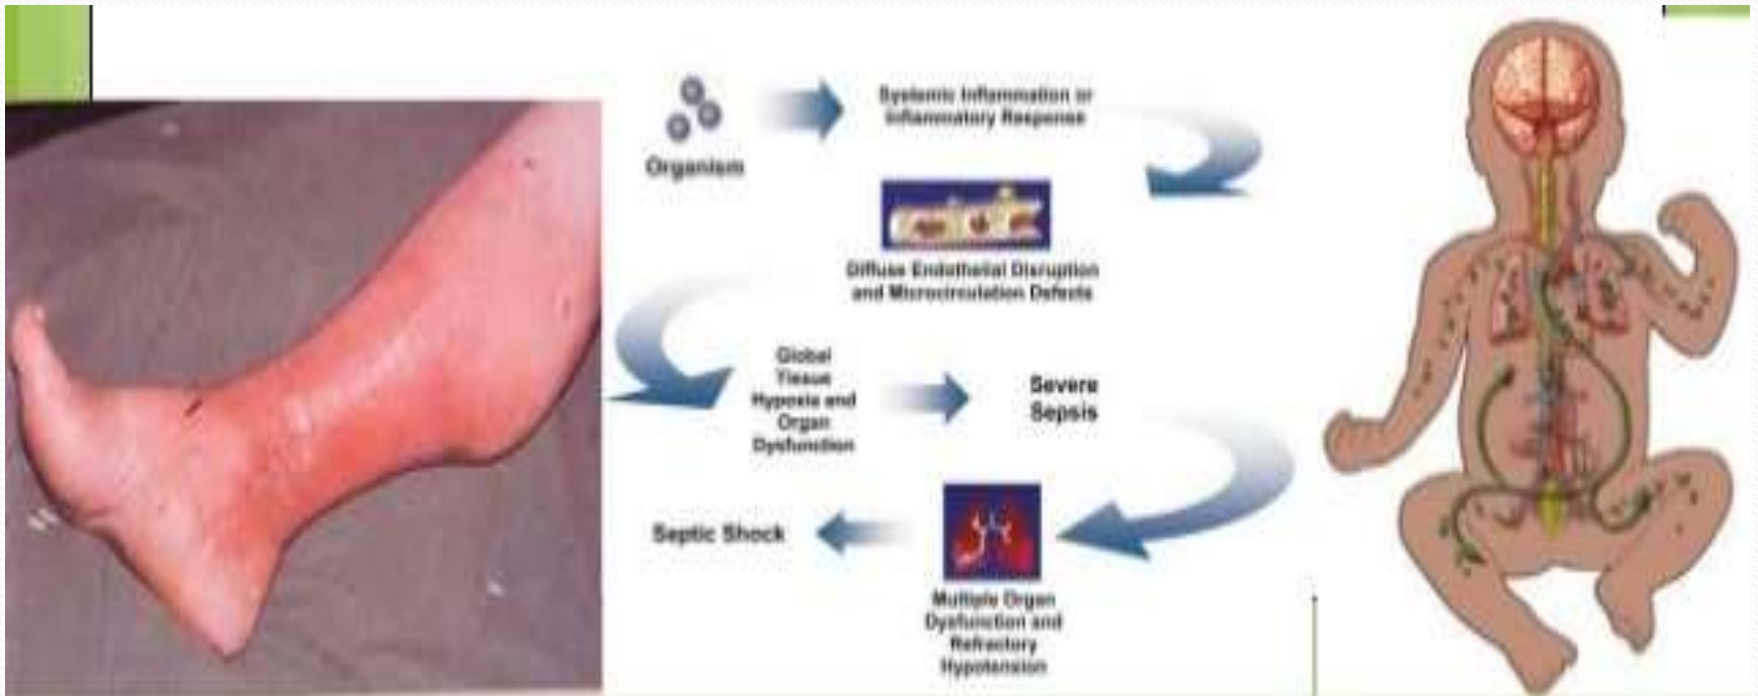 Organism
Systemic Inflammation or
Inflammatory Response
Diffuse Endothelial Disruption
and Microcirculation Defects
Global
Tissue
Hypoxia and
Organ
Dysfunction
Severe
Sepsis
Multiple Organ
Dysfunction and
Refractory
Hypotension
Septic Shock